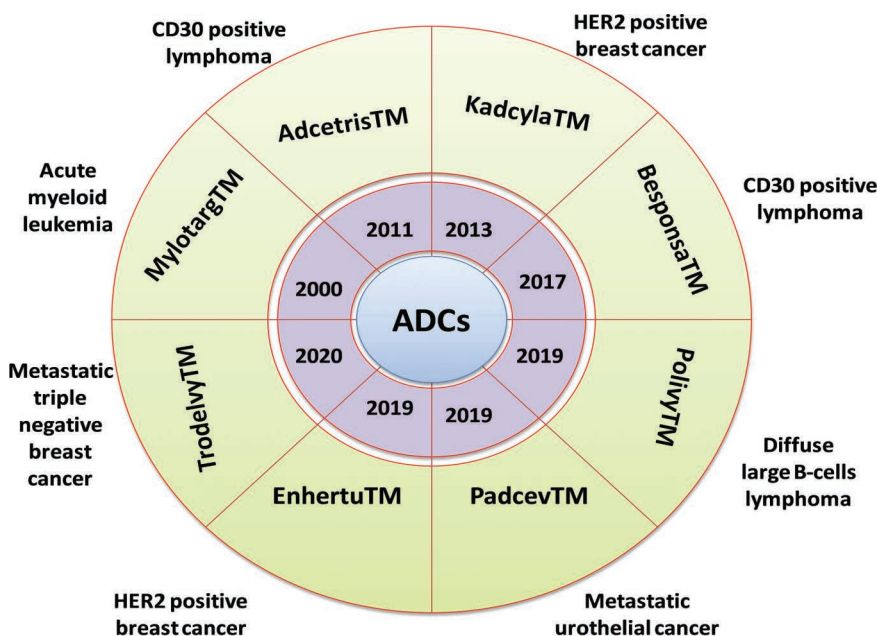 CD30 positive
lymphoma
HER2 positive
breast cancer
AdcetrisTM
KadcylaTM
Acute
myeloid
leukemia
MylotargTM
BesponsaTM
CD30 positive
lymphoma
2011
2013
2000
2017
ADCs
2020
2019
2019
2019
Metastatic
triple
negative
breast
cancer
TrodelvyTM
PolivyTM
Diffuse
large B-cells
lymphoma
EnhertuTM
PadcevTM
HER2 positive
breast cancer
Metastatic
urothelial cancer